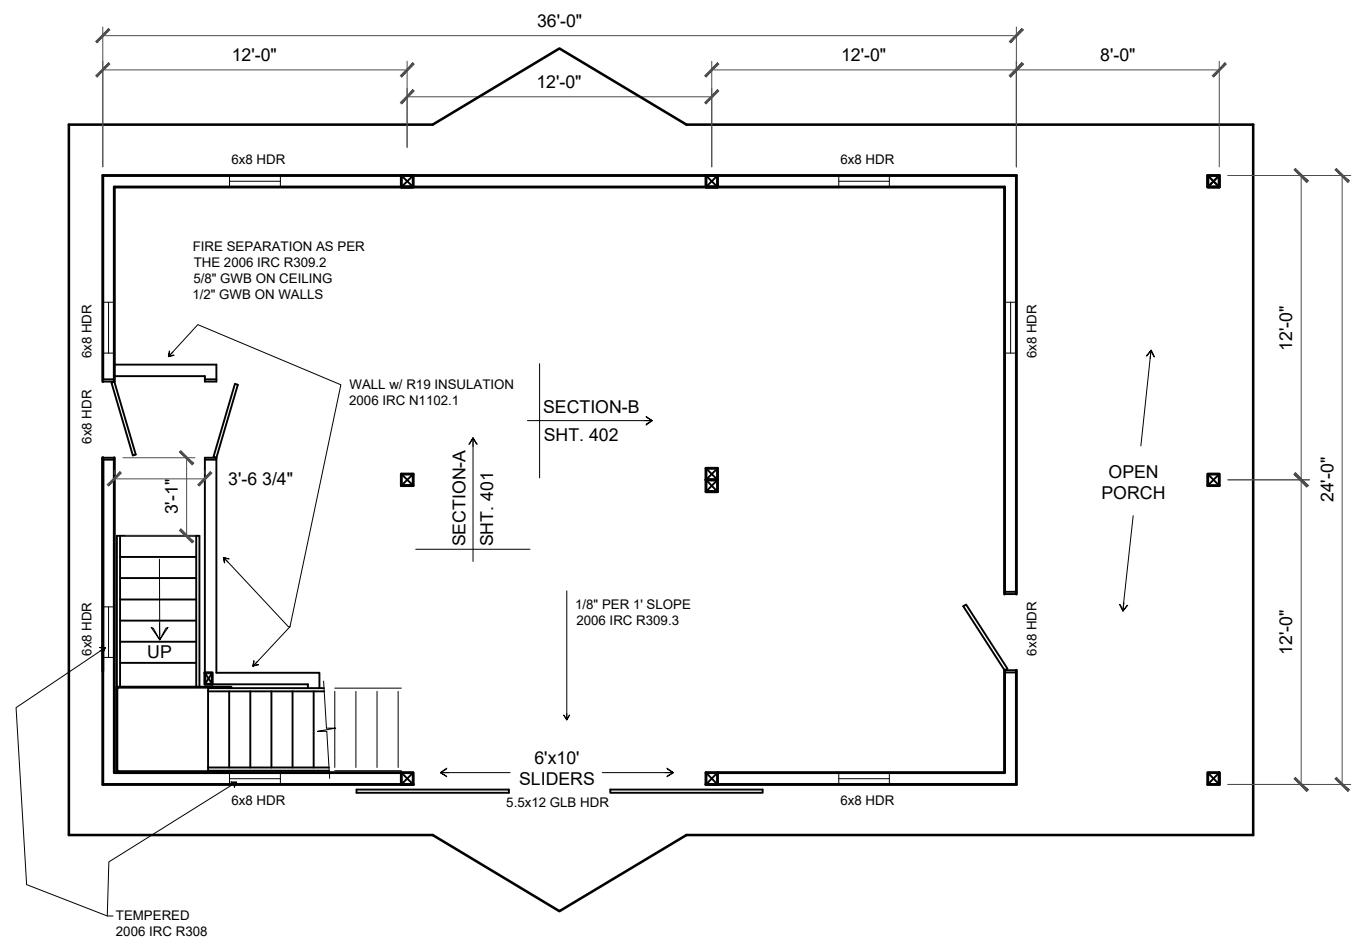 36'-0"
12'-0"
12'-0"
12'-0"
8'-0"
6x8 HDR
6x8 HDR
FIRE SEPARATION AS PER
THE 2006 IRC R309.2
5/8" GWB ON CEILING
1/2" GWB ON WALLS
6x8 HDR
6x8 HDR
12'-0"
WALL w/ R19 INSULATION
2006 IRC N1102.1
6x8 HDR
SECTION-B
SHT. 402
SECTION-A
SHT. 401
3'-6 3/4"
3'-1"
OPEN
PORCH
24'-0"
1/8" PER 1' SLOPE
2006 IRC R309.3
6x8 HDR
UP
6x8 HDR
12'-0"
6'x10'
SLIDERS
6x8 HDR
5.5x12 GLB HDR
6x8 HDR
TEMPERED
2006 IRC R308